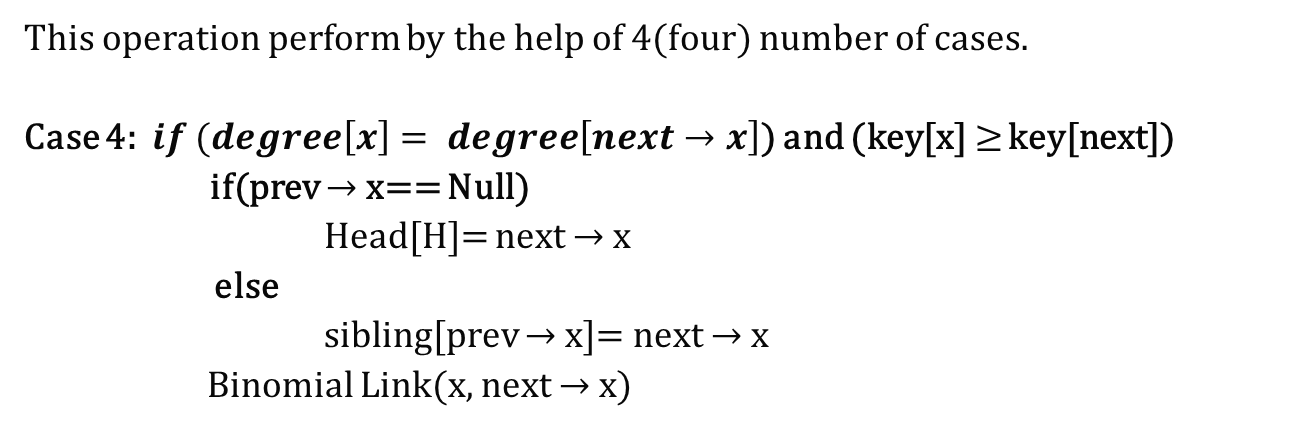 This operation perform by the help of 4(four) number of cases.
Case 4: if (degree[x] = degree[next → x]) and (key[x] ≥ key[next])
if(prev → x== Null)
Head[H]= next → x
else
sibling[prev → x]= next → x
Binomial Link(x, next → x)